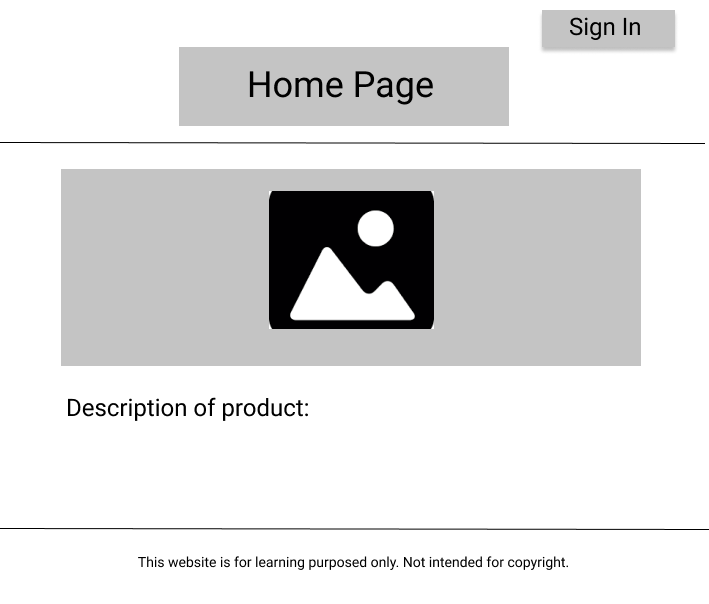 Sign In
Home Page
Description of product:
This website is for learning purposed only. Not intended for copyright.